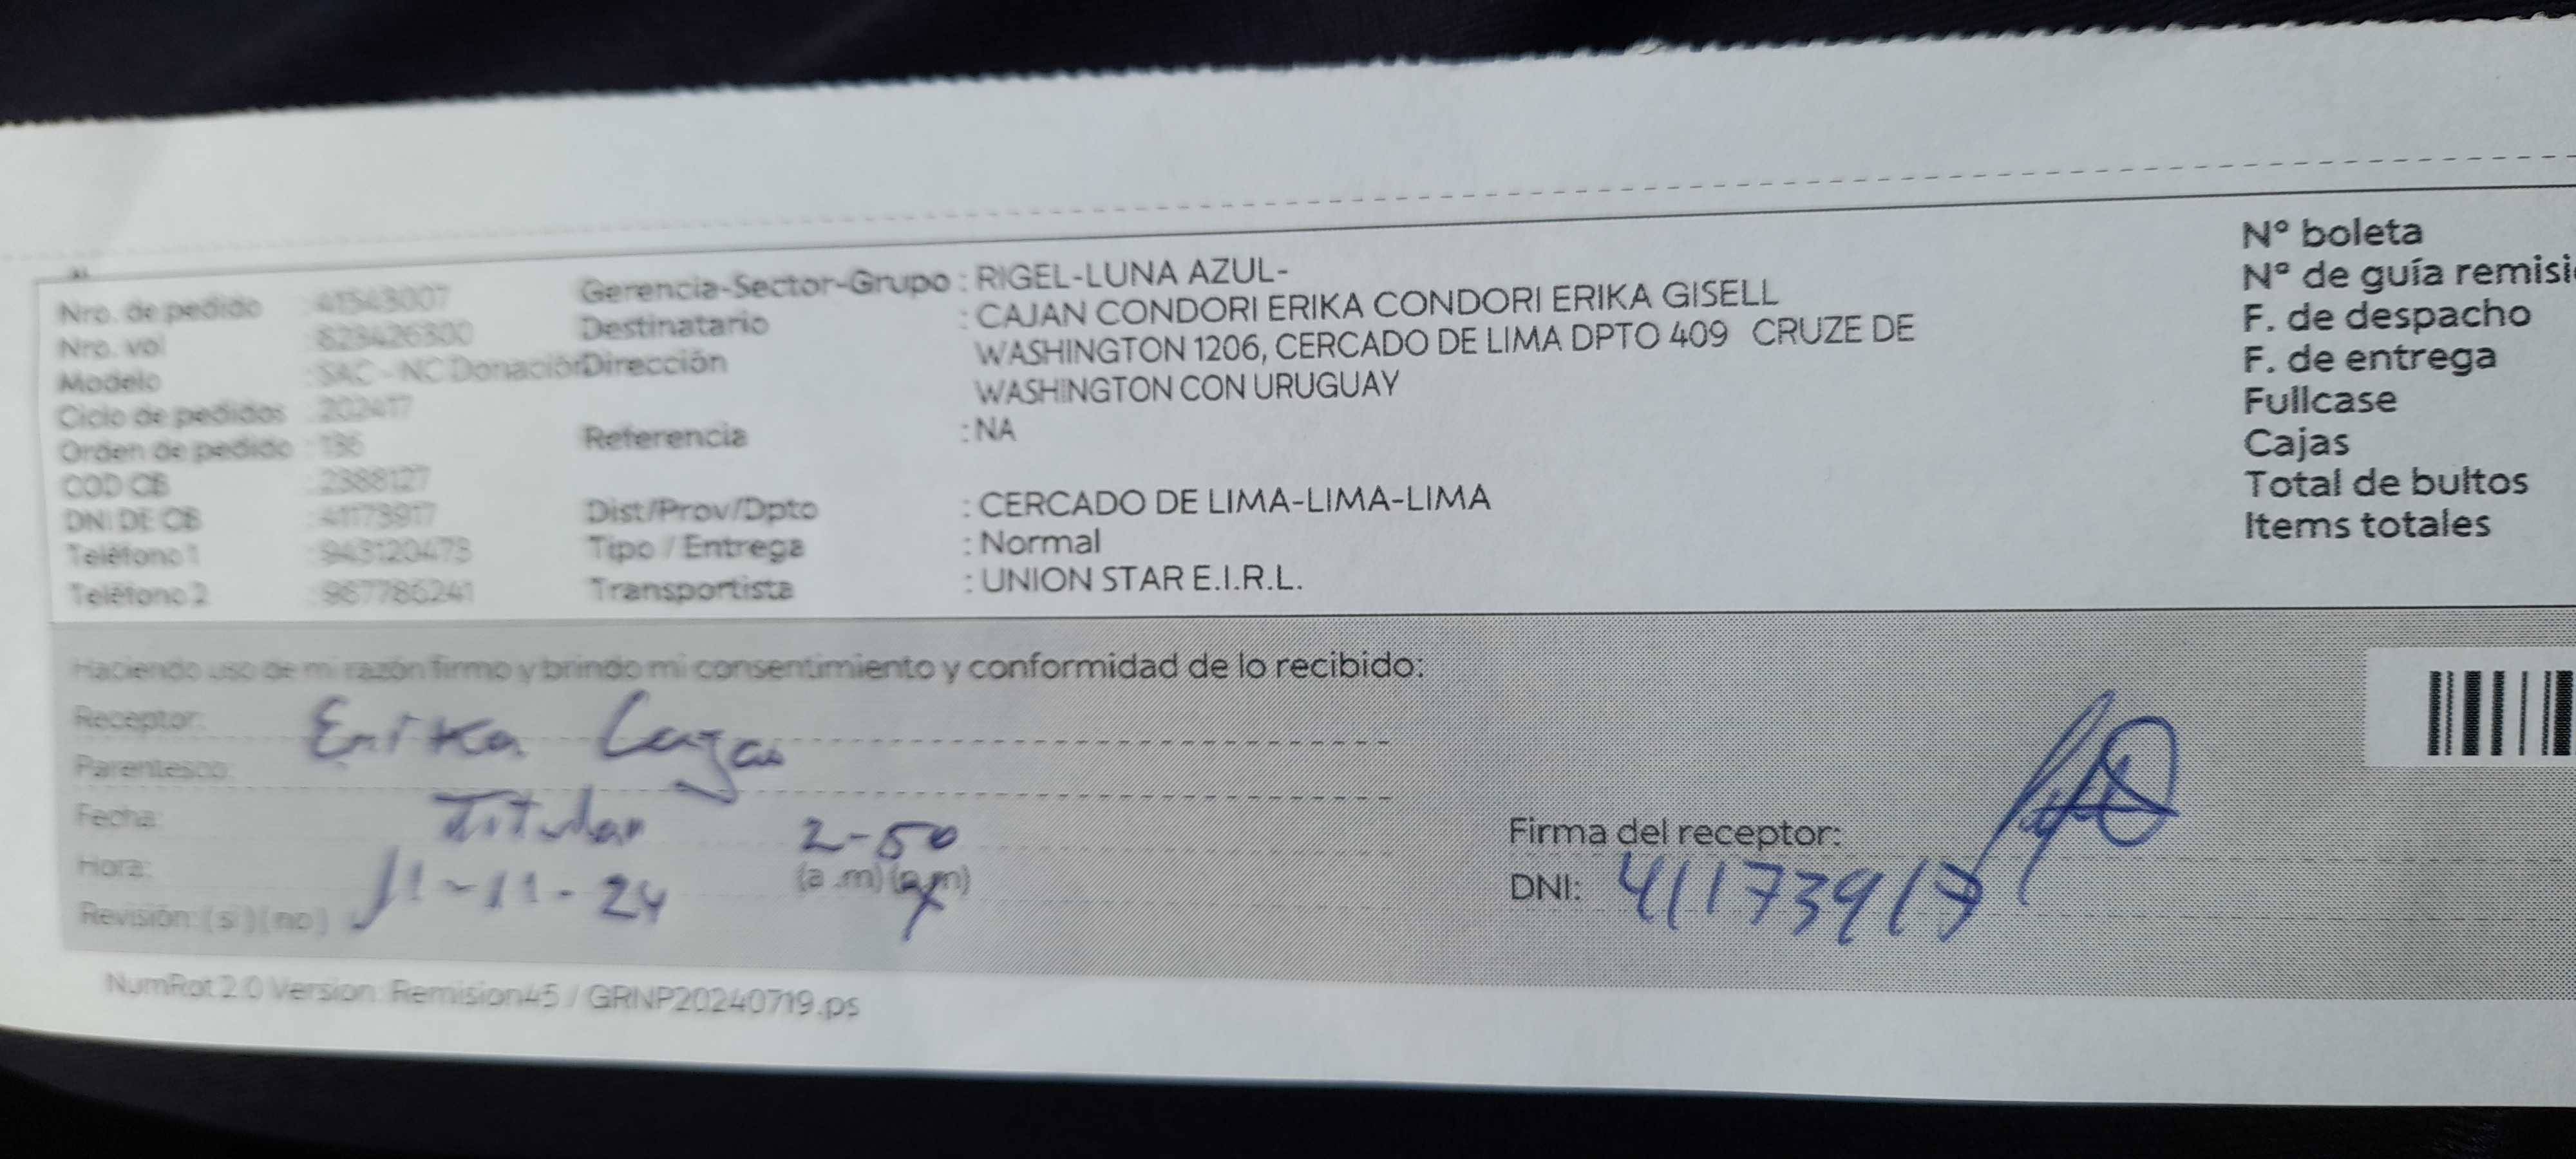 Nro. de pedido : 41543007
Nro. vol : 829426300
Modelo : SAC - NC Donación
Ciclo de pedidos : 202417
Orden de pedido : 186
COD CB : 2388127
DNI DE CB : 41173917
Teléfono 1 : 943120473
Teléfono 2 : 967786241
Gerencia-Sector-Grupo : RIGEL-LUNA AZUL-
Destinatario : CAJAN CONDORI ERIKA CONDORI ERIKA GISELL
Dirección WASHINGTON 1206, CERCADO DE LIMA DPTO 409 CRUZE DE
WASHINGTON CON URUGUAY
Referencia : NA
Dist/Prov/Dpto : CERCADO DE LIMA-LIMA-LIMA
Tipo / Entrega : Normal
Transportista : UNION STAR E.I.R.L.
N° boleta
N° de guía remisi
F. de despacho
F. de entrega
Fullcase
Cajas
Total de bultos
Items totales
Haciendo uso de mi razón firmo y brindo mi consentimiento y conformidad de lo recibido:
Receptor: Erika Cajan
Parentesco: Titular
Fecha: 11-11-24
Hora: 2-50 (a .m) (p.m)
Revisión: ( si ) ( no )
Firma del receptor:
DNI: 41173917
NumRot 2.0 Version: Remision45 / GRNP20240719.ps